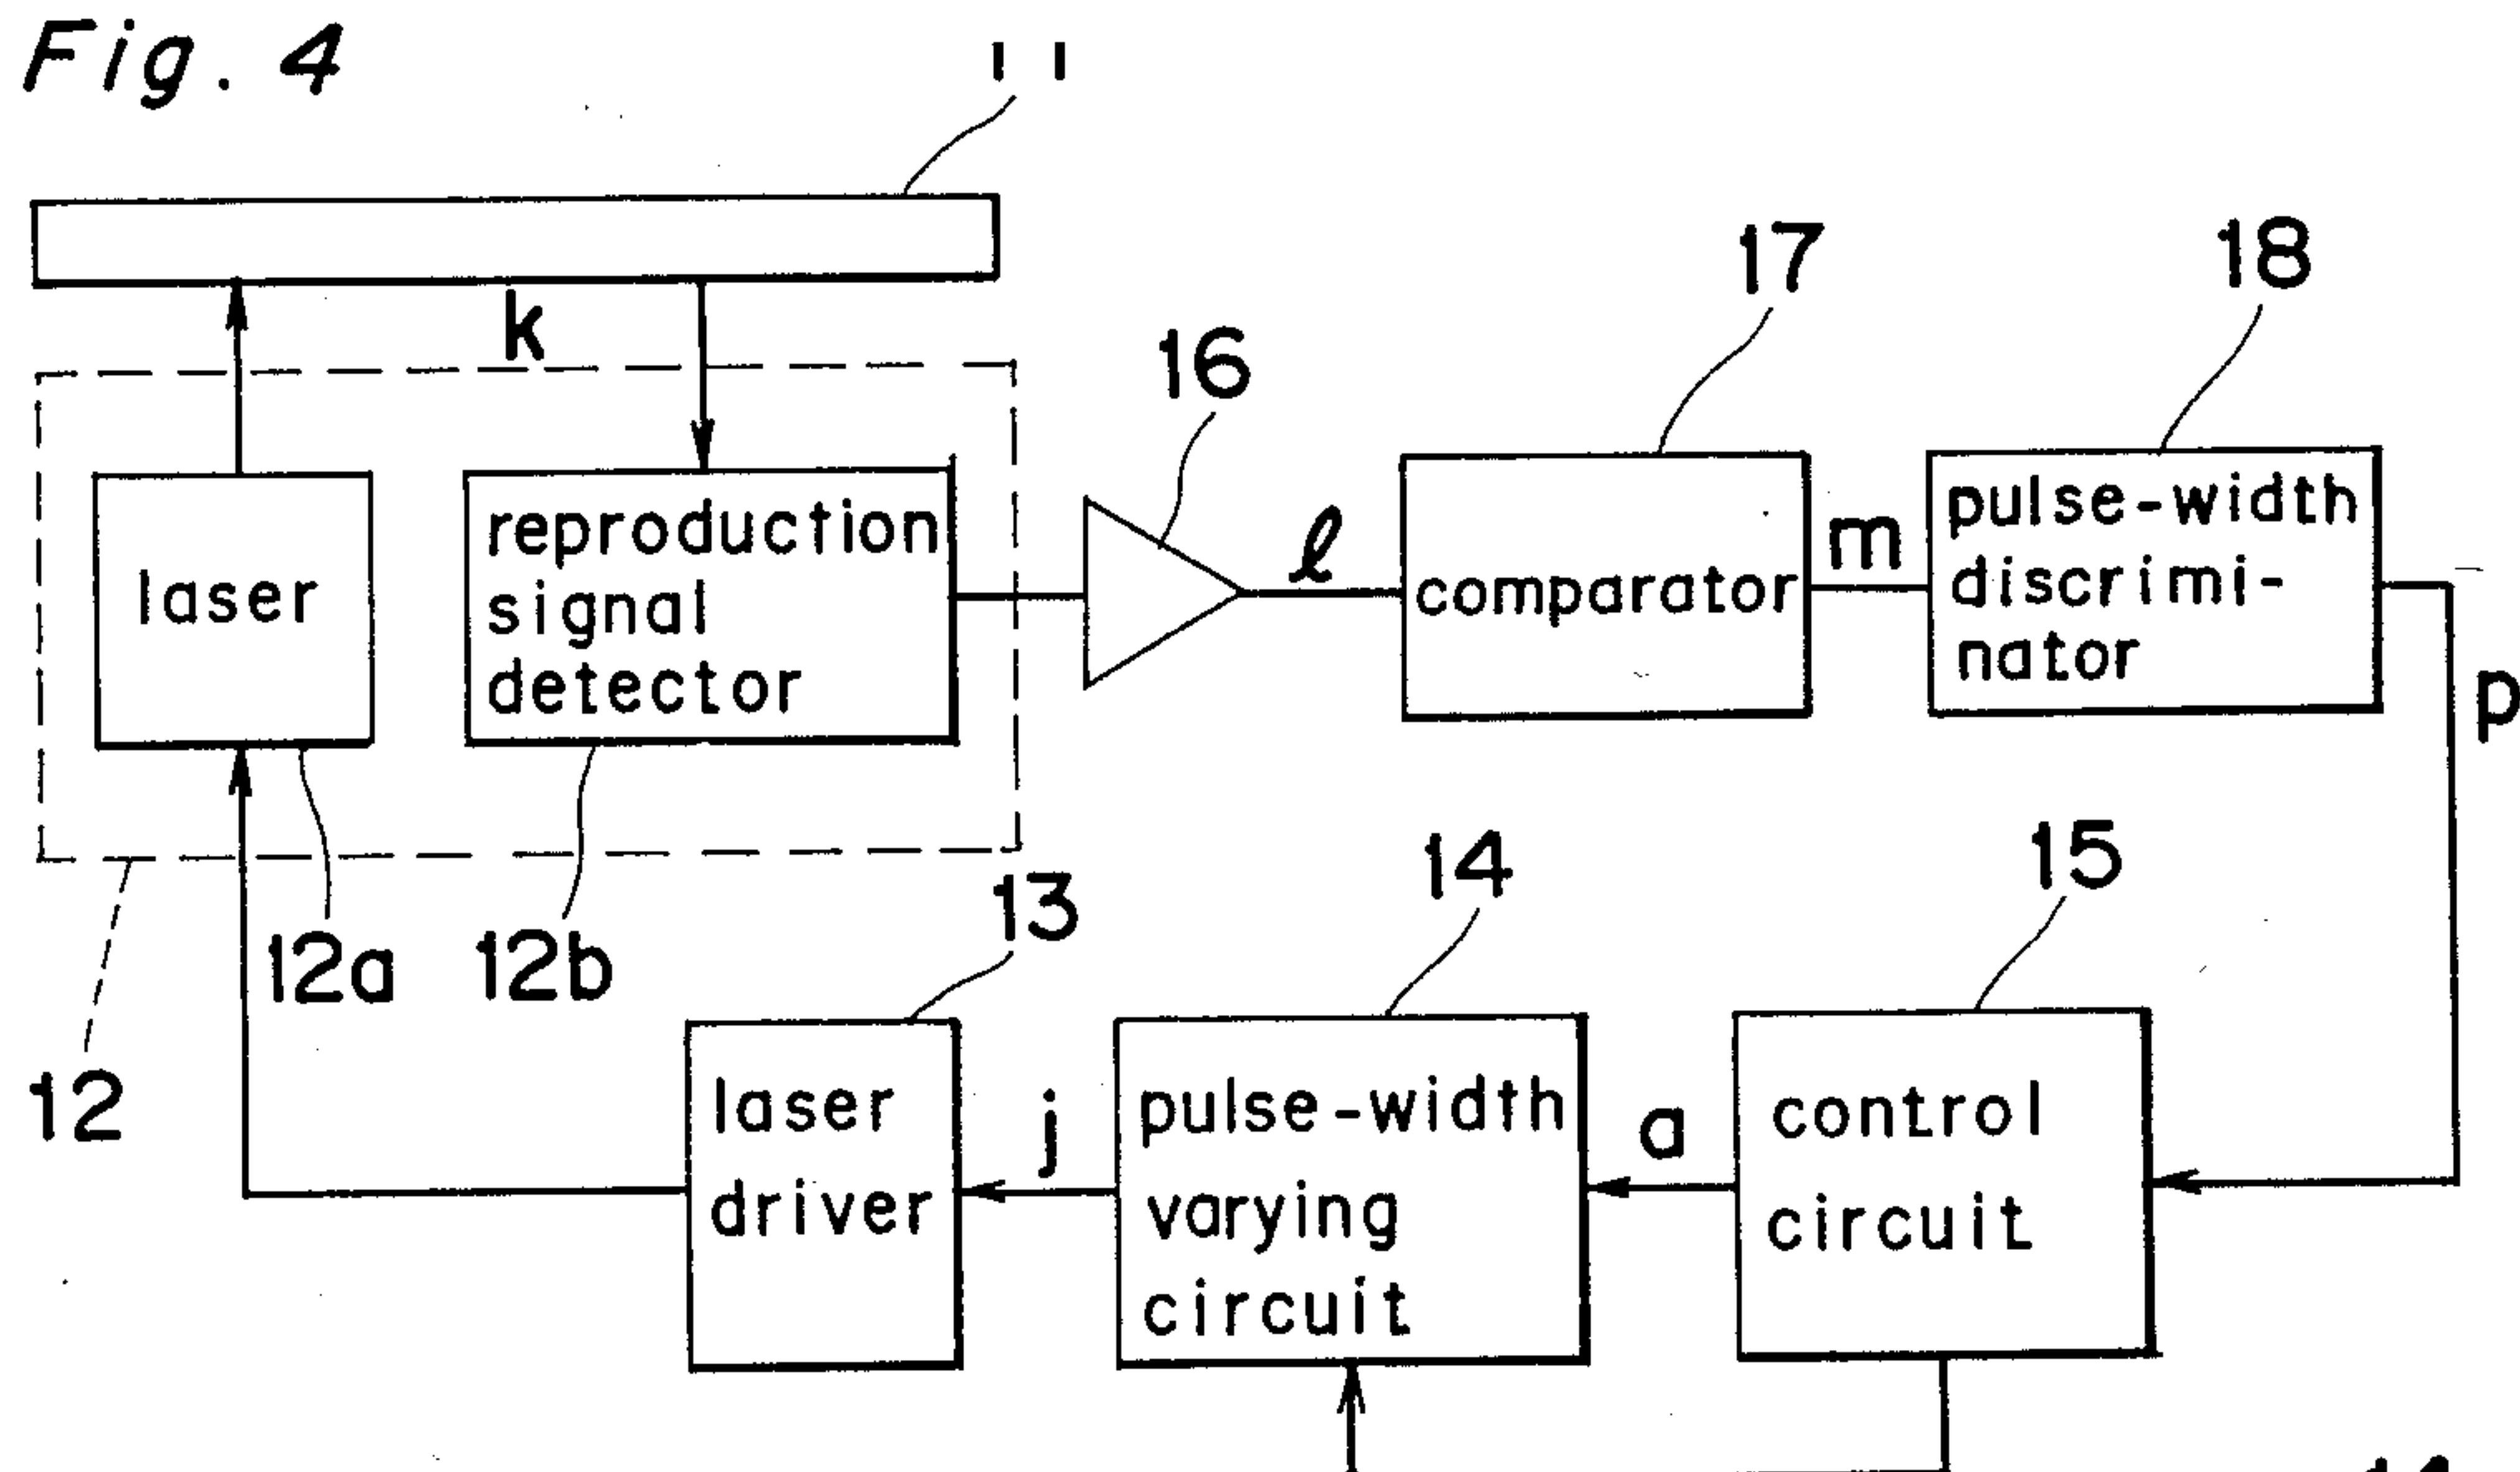 Fig. 4
11
k
16
17
18
laser
reproduction
signal
detector
ℓ
comparator
m
pulse-width
discrimi-
nator
p
12a
12b
12
13
14
15
laser
driver
j
pulse-width
varying
circuit
a
control
circuit